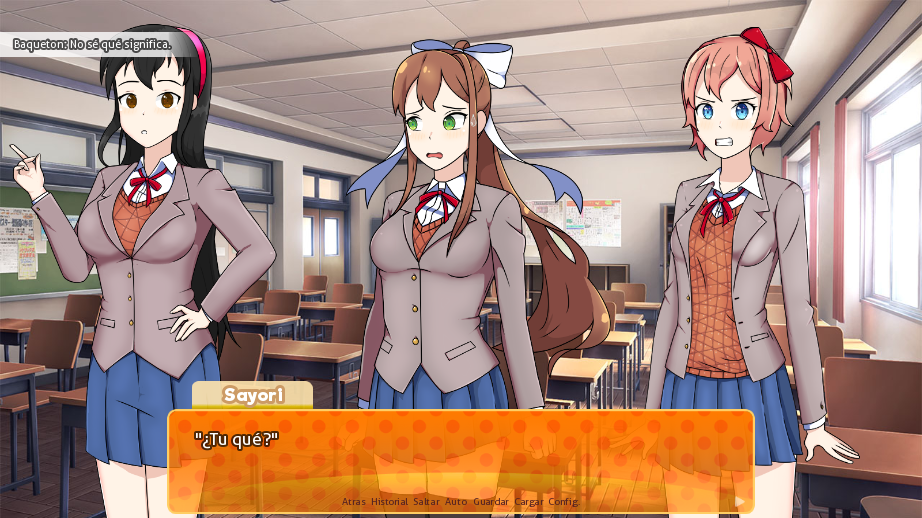 Baqueton: No sé qué significa.
Sayori
"¿Tu qué?"
Atras Historial Saltar Auto Guardar Cargar Config.